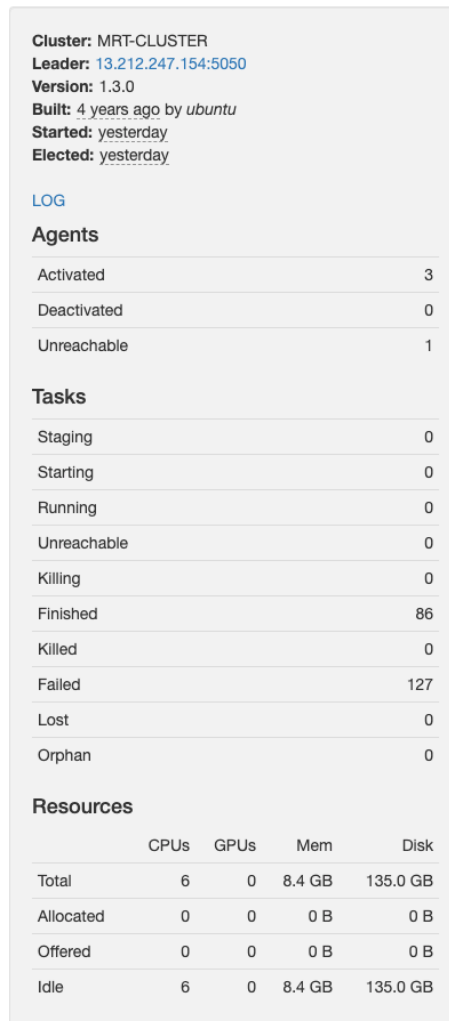 Cluster: MRT-CLUSTER
Leader: 13.212.247.154:5050
Version: 1.3.0
Built: 4 years ago by ubuntu
Started: yesterday
Elected: yesterday
LOG
Agents
Activated 3
Deactivated 0
Unreachable 1
Tasks
Staging 0
Starting 0
Running 0
Unreachable 0
Killing 0
Finished 86
Killed 0
Failed 127
Lost 0
Orphan 0
Resources
CPUs GPUs Mem Disk
Total 6 0 8.4 GB 135.0 GB
Allocated 0 0 0 B 0 B
Offered 0 0 0 B 0 B
Idle 6 0 8.4 GB 135.0 GB